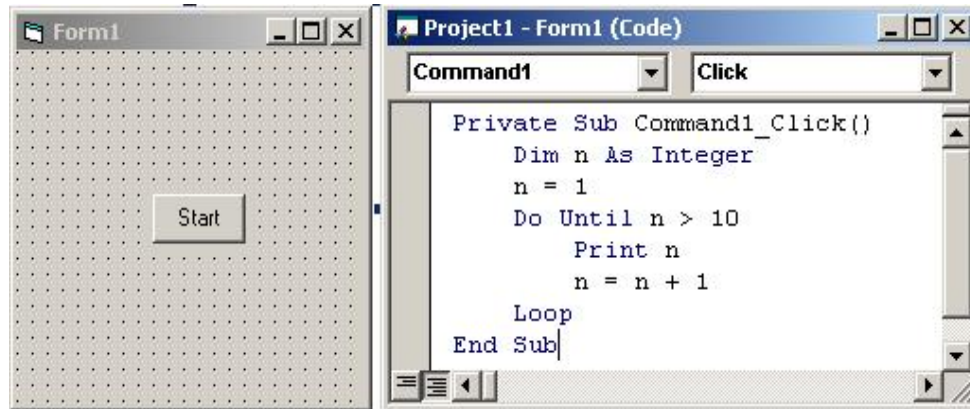 Form1
Start
Project1 - Form1 (Code)
Command1 Click
Private Sub Command1_Click()
    Dim n As Integer
    n = 1
    Do Until n > 10
        Print n
        n = n + 1
    Loop
End Sub